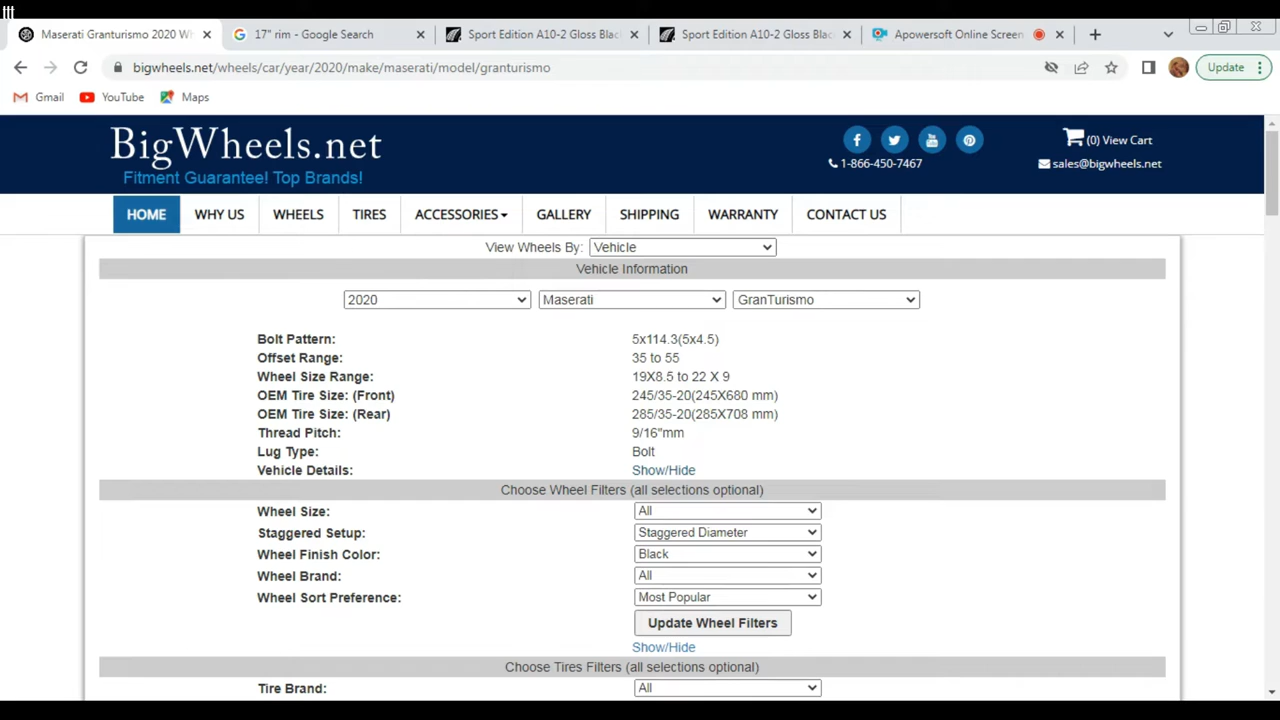 Maserati Granturismo 2020 Wh
17" rim - Google Search
Sport Edition A10-2 Gloss Blac
Sport Edition A10-2 Gloss Blac
Apowersoft Online Screen
bigwheels.net/wheels/car/year/2020/make/maserati/model/granturismo
Update
Gmail YouTube Maps
BigWheels.net
Fitment Guarantee! Top Brands!
(0) View Cart
1-866-450-7467
sales@bigwheels.net
HOME WHY US WHEELS TIRES ACCESSORIES GALLERY SHIPPING WARRANTY CONTACT US
View Wheels By: Vehicle
Vehicle Information
2020 Maserati GranTurismo
Bolt Pattern: 5x114.3(5x4.5)
Offset Range: 35 to 55
Wheel Size Range: 19X8.5 to 22 X 9
OEM Tire Size: (Front) 245/35-20(245X680 mm)
OEM Tire Size: (Rear) 285/35-20(285X708 mm)
Thread Pitch: 9/16"mm
Lug Type: Bolt
Vehicle Details: Show/Hide
Choose Wheel Filters (all selections optional)
Wheel Size: All
Staggered Setup: Staggered Diameter
Wheel Finish Color: Black
Wheel Brand: All
Wheel Sort Preference: Most Popular
Update Wheel Filters
Show/Hide
Choose Tires Filters (all selections optional)
Tire Brand: All